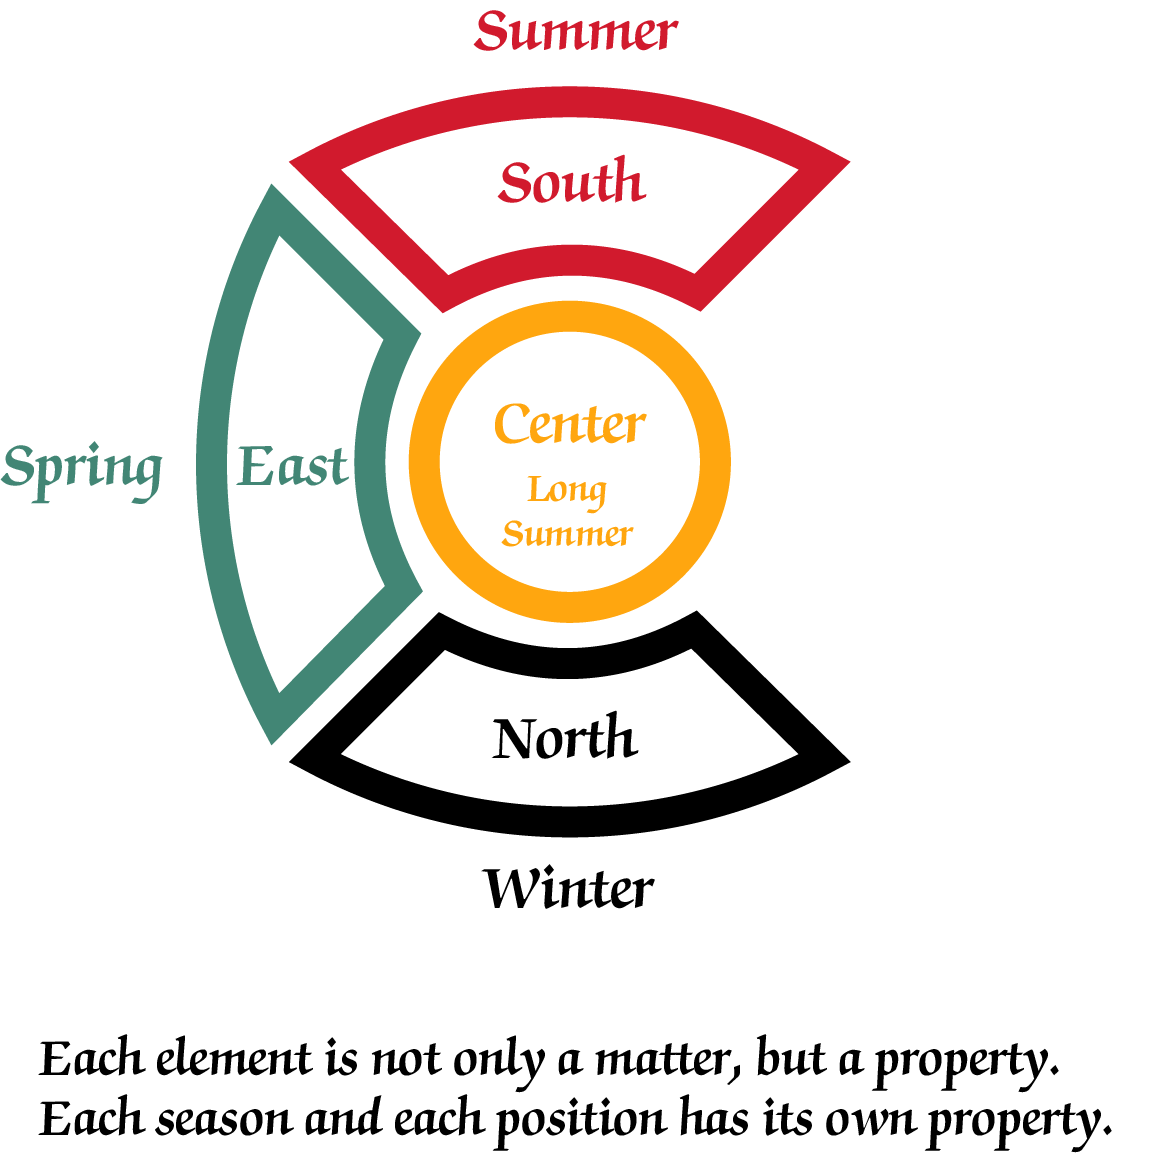 Summer
South
Spring
East
Center
Long
Summer
North
Winter
Each element is not only a matter, but a property.
Each season and each position has its own property.